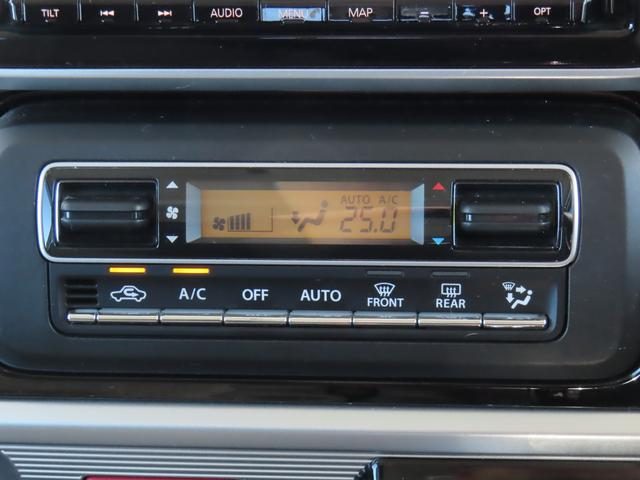 TILT AUDIO MENU MAP = + OPT
AUTO A/C
25.0
A/C OFF AUTO FRONT REAR